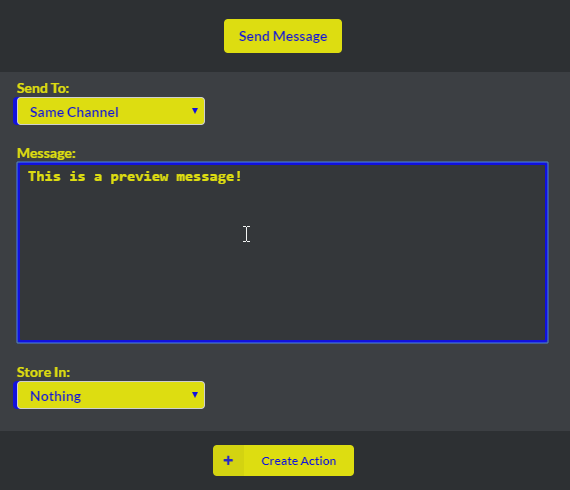 Send Message
Send To:
Same Channel
Message:
This is a preview message!
Store In:
Nothing
+ Create Action